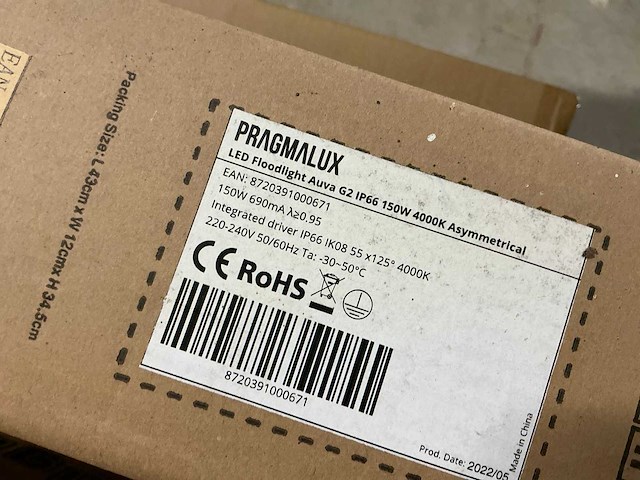 EAN
Packing Size: L 43cm x W 12cmx H 34.5cm
PRAGMALUX
LED Floodlight Auva G2 IP66 150W 4000K Asymmetrical
EAN: 8720391000671
150W 690mA λ≥0.95
Integrated driver IP66 IK08 55 x125° 4000K
220-240V 50/60Hz Ta: -30~50°C
CE RoHS
8720391000671
Prod. Date: 2022/05
Made in China